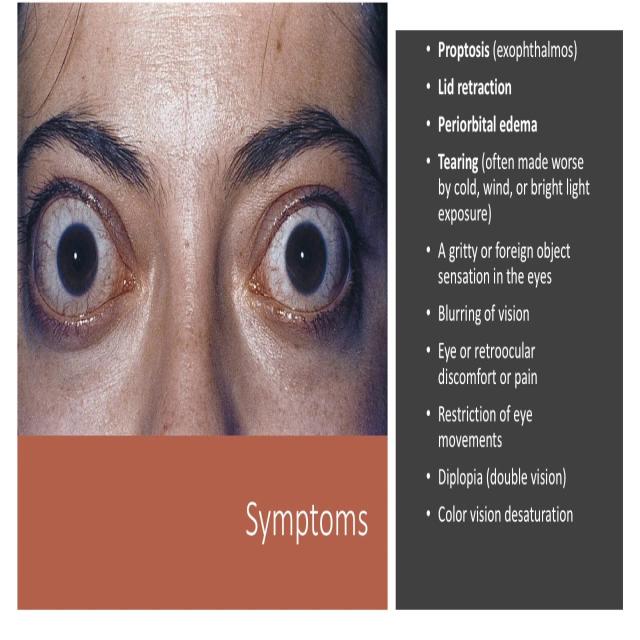 Symptoms
• Proptosis (exophthalmos)
• Lid retraction
• Periorbital edema
• Tearing (often made worse
by cold, wind, or bright light
exposure)
• A gritty or foreign object
sensation in the eyes
• Blurring of vision
• Eye or retroocular
discomfort or pain
• Restriction of eye
movements
• Diplopia (double vision)
• Color vision desaturation